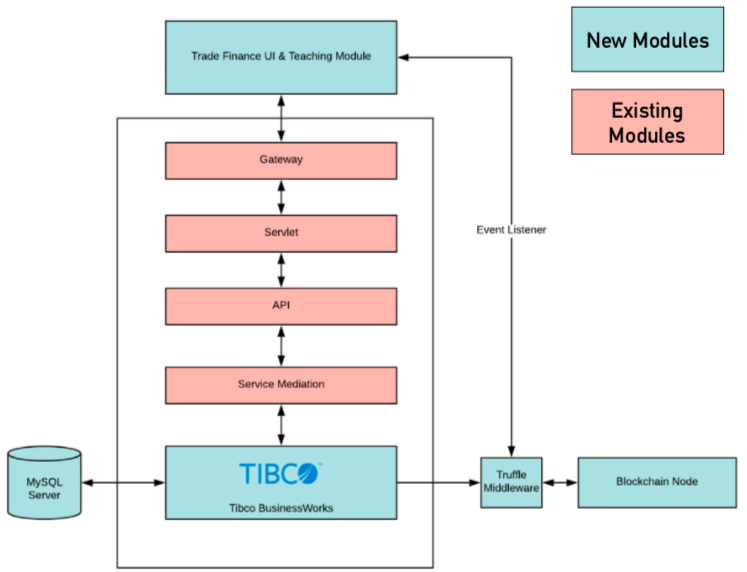 New Modules
Trade Finance UI & Teaching Module
Existing
Modules
Gateway
Servlet
Event Listener
API
Service Mediation
TIBCO™
Tibco BusinessWorks
MySQL
Server
Truffle
Middleware
Blockchain Node